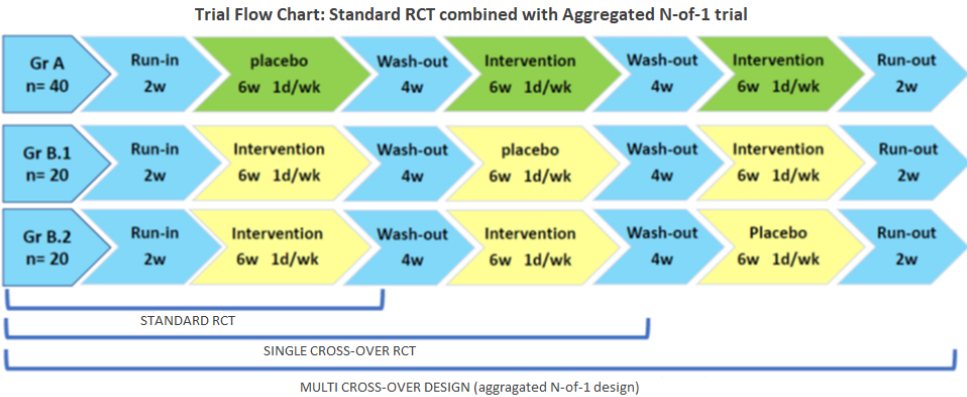 Trial Flow Chart: Standard RCT combined with Aggregated N-of-1 trial
Gr A Run-in placebo Wash-out Intervention Wash-out Intervention Run-out
n= 40 2w 6w 1d/wk 4w 6w 1d/wk 4w 6w 1d/wk 2w
Gr B.1 Run-in Intervention Wash-out placebo Wash-out Intervention Run-out
n= 20 2w 6w 1d/wk 4w 6w 1d/wk 4w 6w 1d/wk 2w
Gr B.2 Run-in Intervention Wash-out Intervention Wash-out Placebo Run-out
n= 20 2w 6w 1d/wk 4w 6w 1d/wk 4w 6w 1d/wk 2w
STANDARD RCT
SINGLE CROSS-OVER RCT
MULTI CROSS-OVER DESIGN (aggragated N-of-1 design)